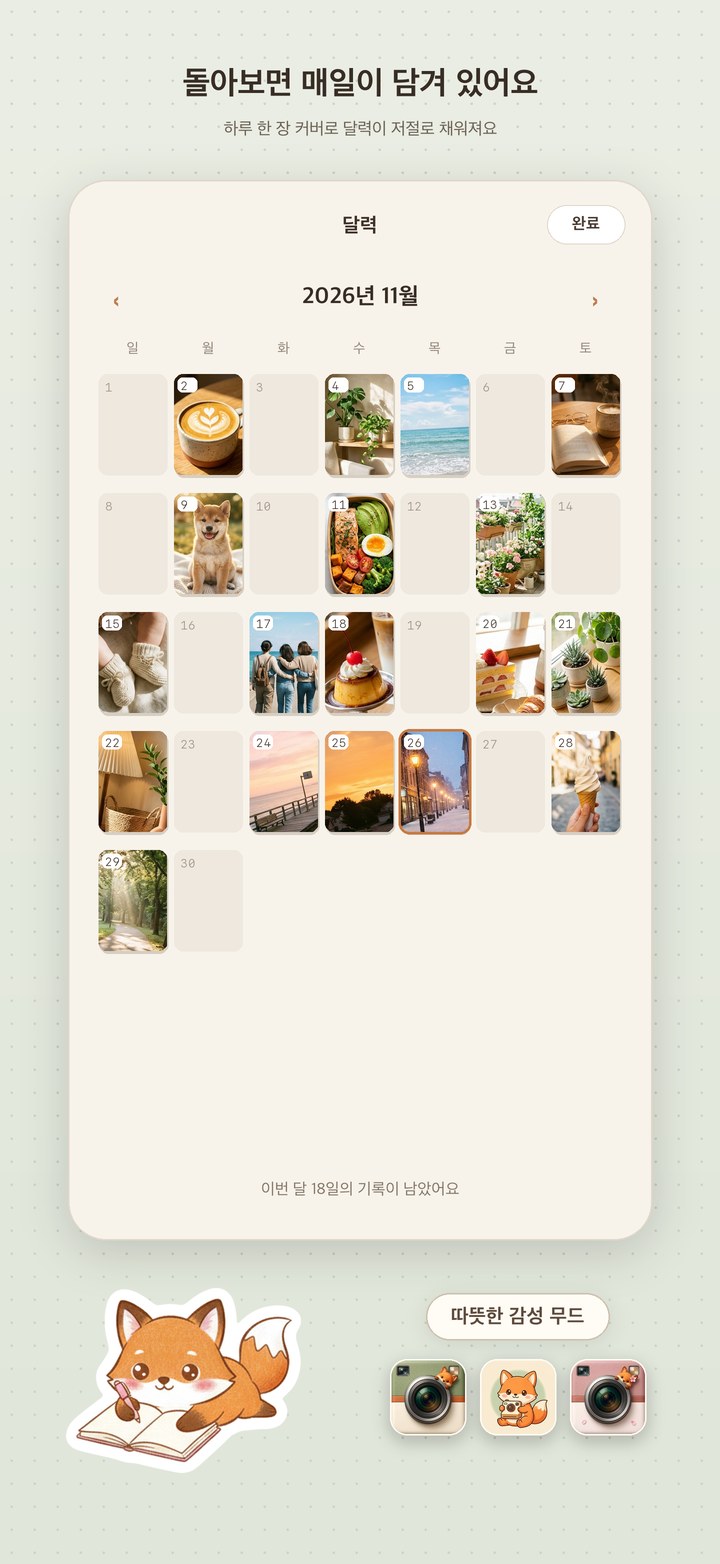 돌아보면 매일이 담겨 있어요
하루 한 장 커버로 달력이 저절로 채워져요
달력
완료
‹ 2026년 11월 ›
일 월 화 수 목 금 토
1 2 3 4 5 6 7
8 9 10 11 12 13 14
15 16 17 18 19 20 21
22 23 24 25 26 27 28
29 30
이번 달 18일의 기록이 남았어요
따뜻한 감성 무드